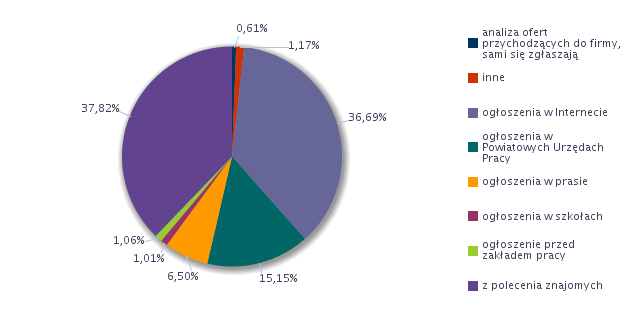 0,61%
1,17%
36,69%
15,15%
6,50%
1,01%
1,06%
37,82%
analiza ofert
przychodzących do firmy,
sami się zgłaszają
inne
ogłoszenia w Internecie
ogłoszenia w
Powiatowych Urzędach
Pracy
ogłoszenia w prasie
ogłoszenia w szkołach
ogłoszenie przed
zakładem pracy
z polecenia znajomych